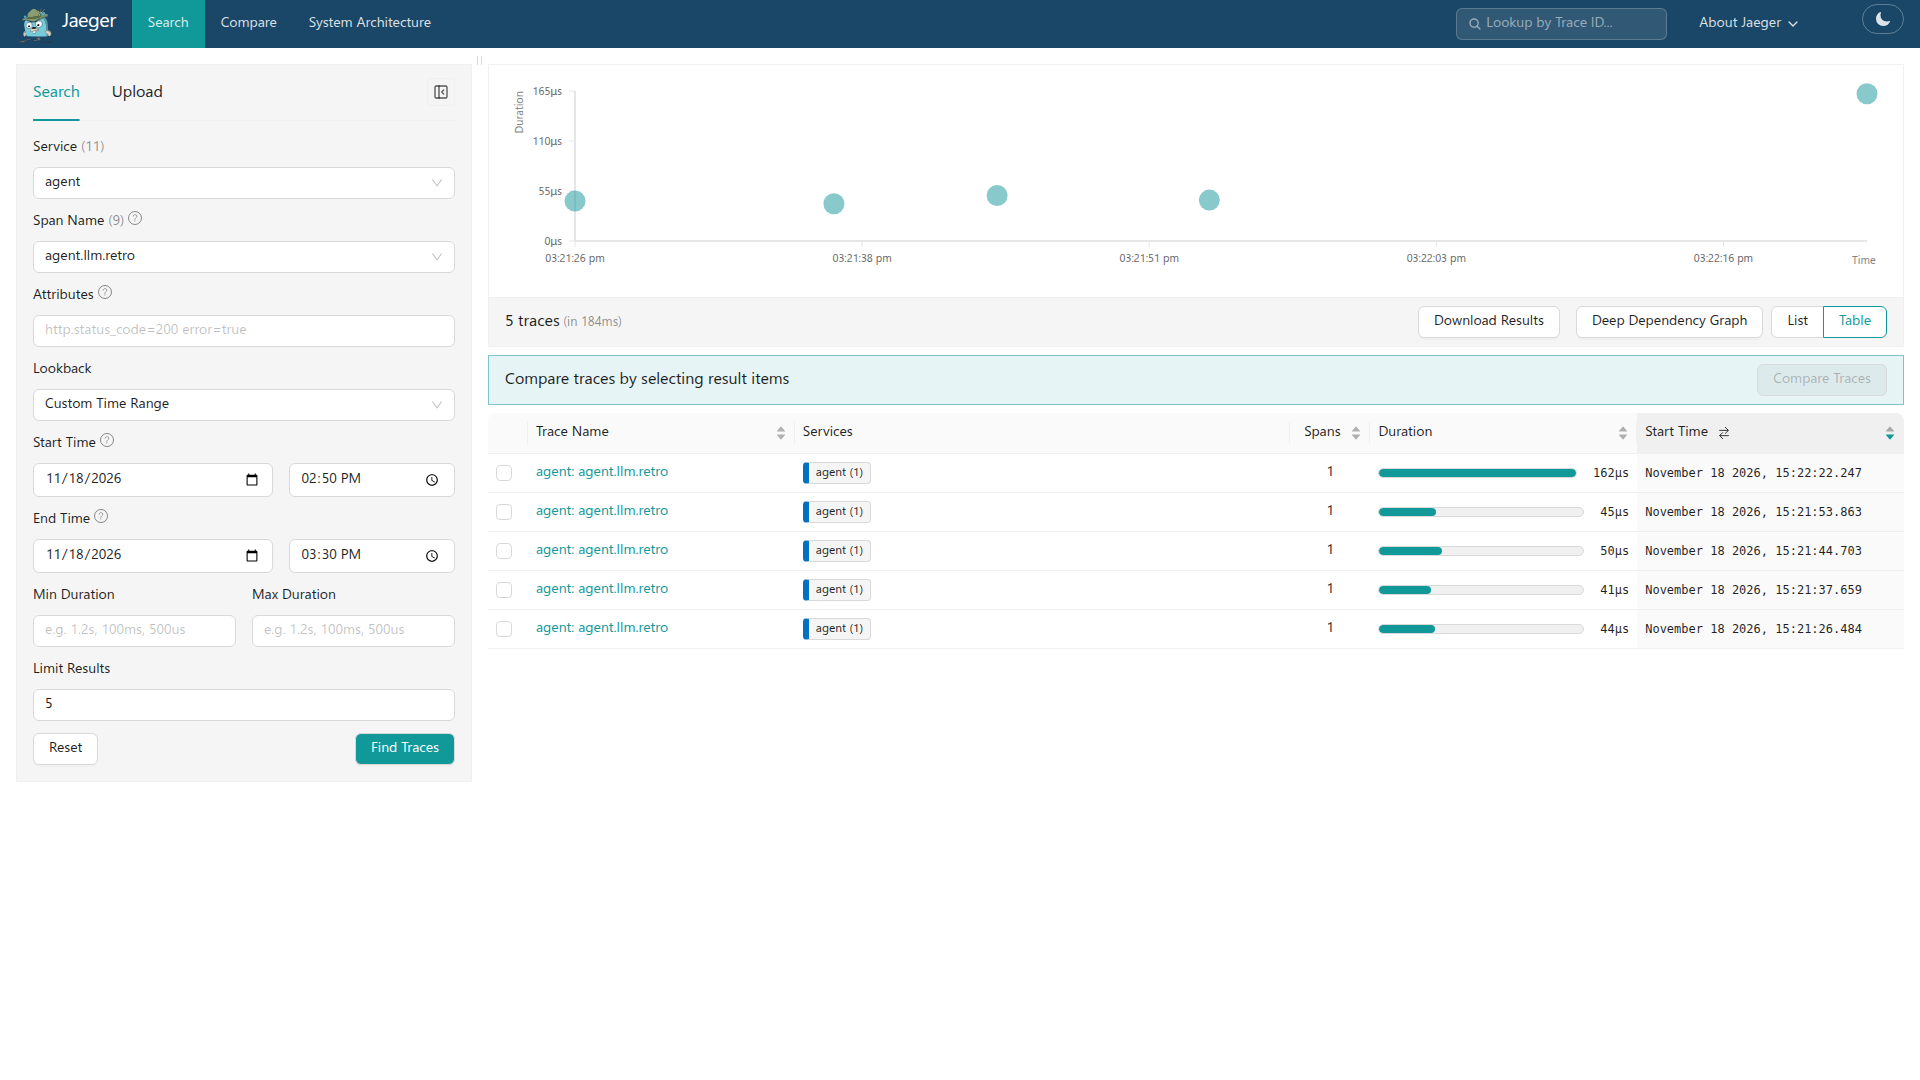 Jaeger
Search
Compare
System Architecture
Lookup by Trace ID...
About Jaeger
Search
Upload
Service (11)
agent
Span Name (9)
agent.llm.retro
Attributes
http.status_code=200 error=true
Lookback
Custom Time Range
Start Time
11/18/2026
02:50 PM
End Time
11/18/2026
03:30 PM
Min Duration
Max Duration
e.g. 1.2s, 100ms, 500us
e.g. 1.2s, 100ms, 500us
Limit Results
5
Reset
Find Traces
Duration
165μs
110μs
55μs
0μs
03:21:26 pm
03:21:38 pm
03:21:51 pm
03:22:03 pm
03:22:16 pm
Time
5 traces (in 184ms)
Download Results
Deep Dependency Graph
List
Table
Compare traces by selecting result items
Compare Traces
Trace Name
Services
Spans
Duration
Start Time
agent: agent.llm.retro agent (1) 1 162μs November 18 2026, 15:22:22.247
agent: agent.llm.retro agent (1) 1 45μs November 18 2026, 15:21:53.863
agent: agent.llm.retro agent (1) 1 50μs November 18 2026, 15:21:44.703
agent: agent.llm.retro agent (1) 1 41μs November 18 2026, 15:21:37.659
agent: agent.llm.retro agent (1) 1 44μs November 18 2026, 15:21:26.484